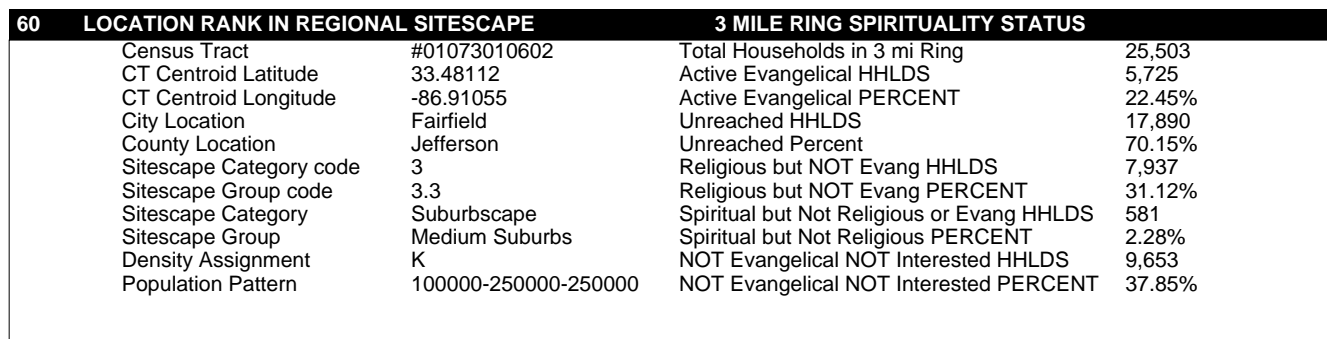 60 LOCATION RANK IN REGIONAL SITESCAPE 3 MILE RING SPIRITUALITY STATUS
Census Tract #01073010602 Total Households in 3 mi Ring 25,503
CT Centroid Latitude 33.48112 Active Evangelical HHLDS 5,725
CT Centroid Longitude -86.91055 Active Evangelical PERCENT 22.45%
City Location Fairfield Unreached HHLDS 17,890
County Location Jefferson Unreached Percent 70.15%
Sitescape Category code 3 Religious but NOT Evang HHLDS 7,937
Sitescape Group code 3.3 Religious but NOT Evang PERCENT 31.12%
Sitescape Category Suburbscape Spiritual but Not Religious or Evang HHLDS 581
Sitescape Group Medium Suburbs Spiritual but Not Religious PERCENT 2.28%
Density Assignment K NOT Evangelical NOT Interested HHLDS 9,653
Population Pattern 100000-250000-250000 NOT Evangelical NOT Interested PERCENT 37.85%